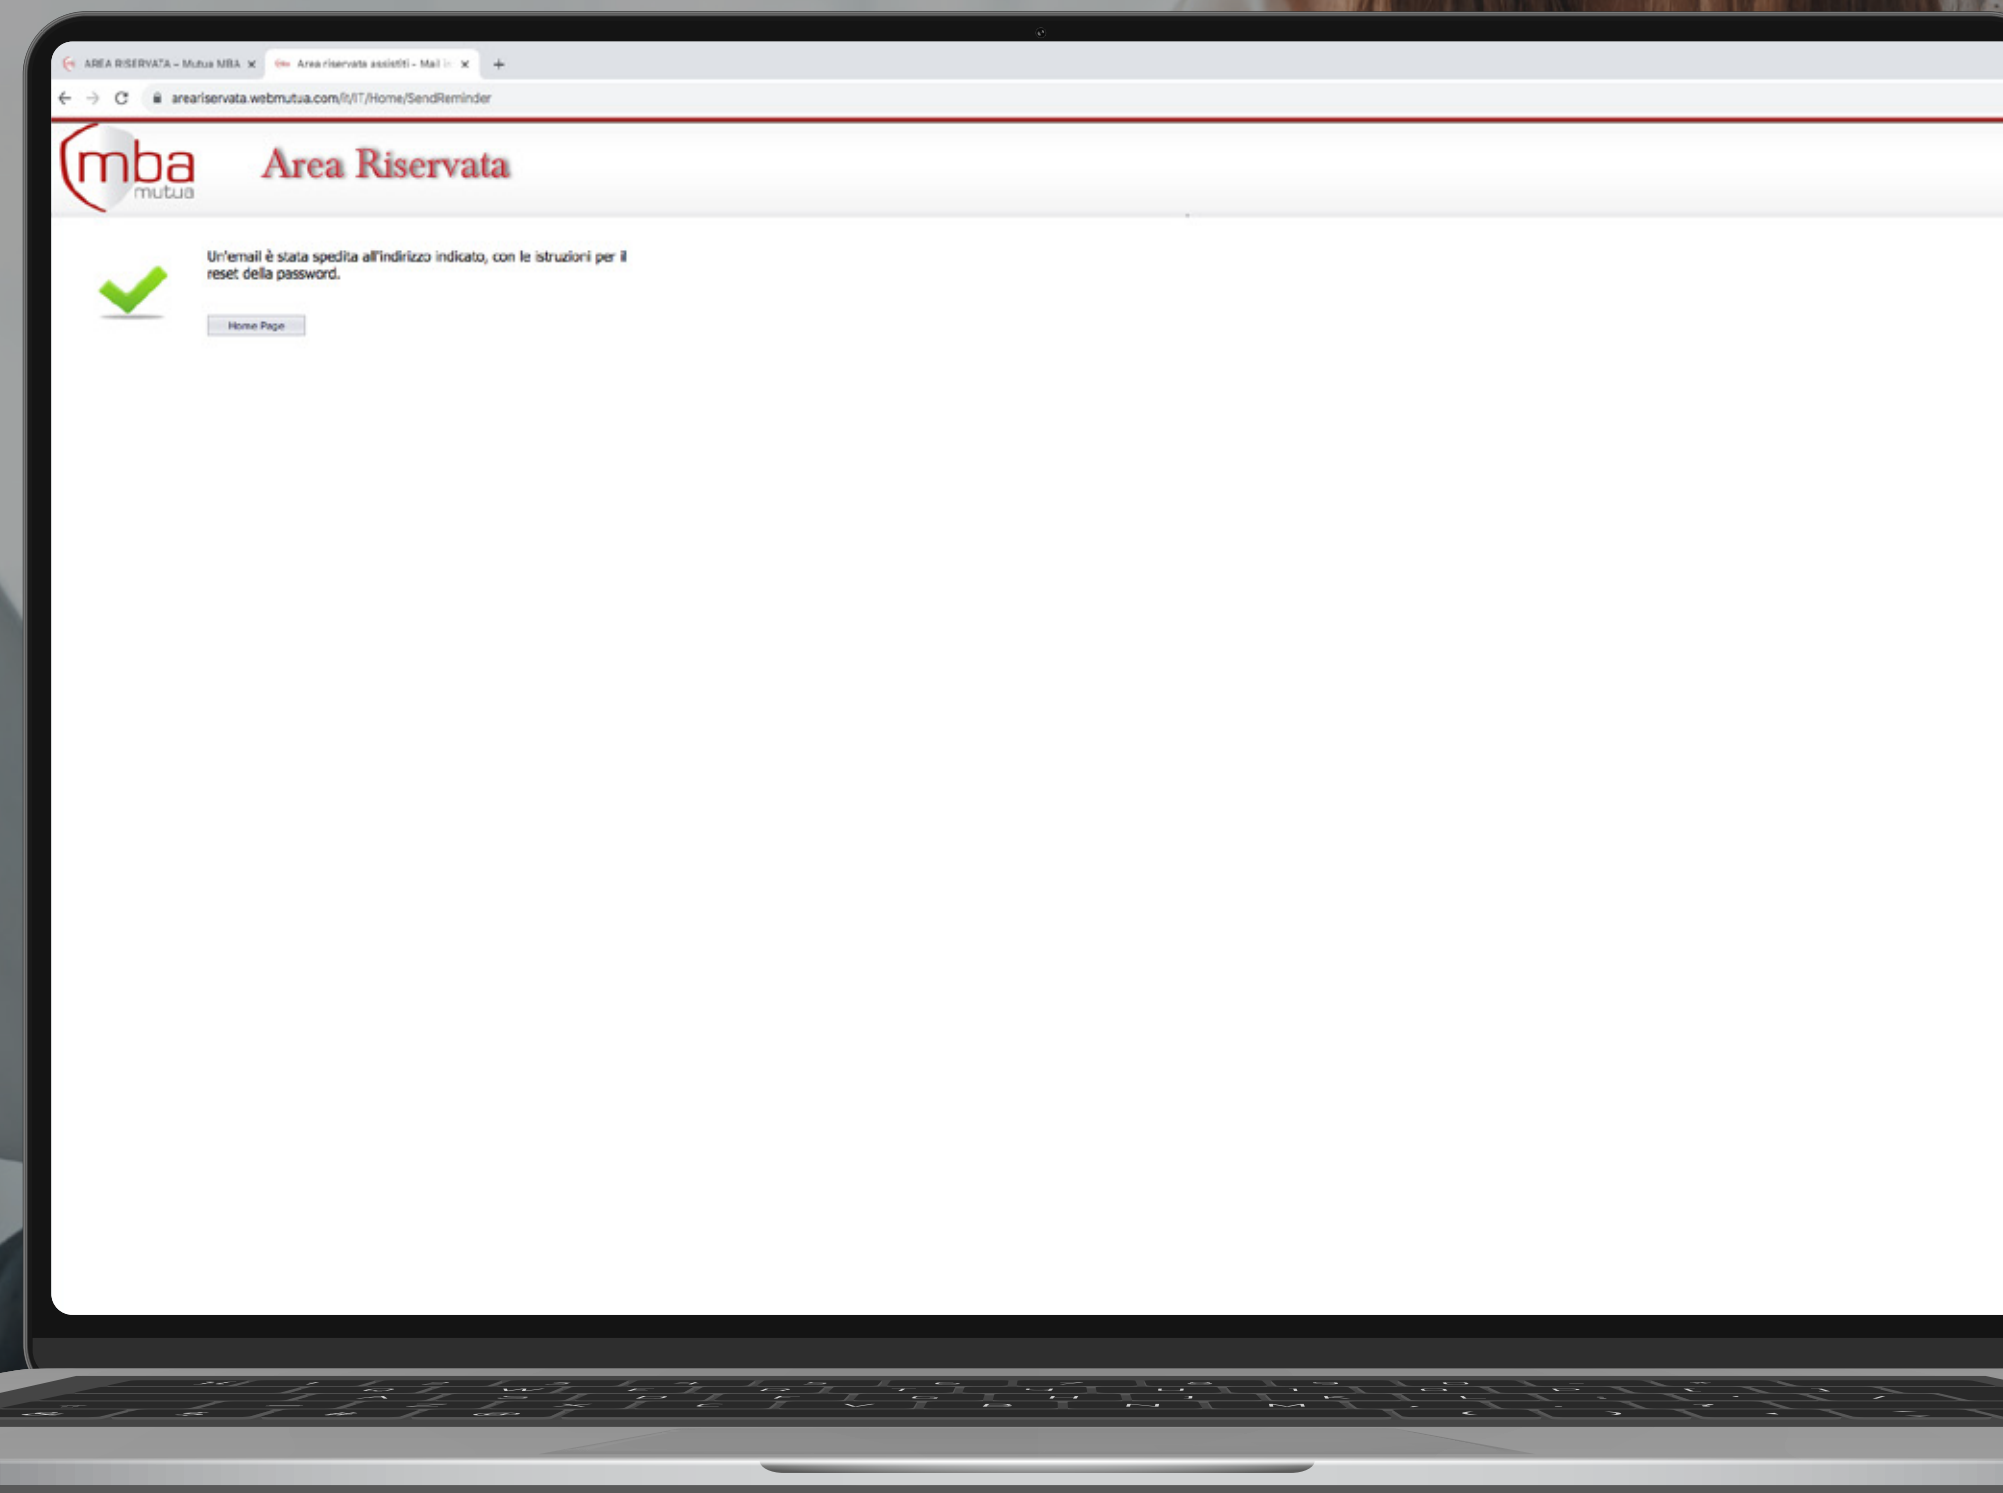 AREA RISERVATA – Mutua MBA
Area riservata assistiti - Mail in
areariservata.webmutua.com/it/IT/Home/SendReminder
mba
mutua
Area Riservata
Un'email è stata spedita all'indirizzo indicato, con le istruzioni per il
reset della password.
Home Page